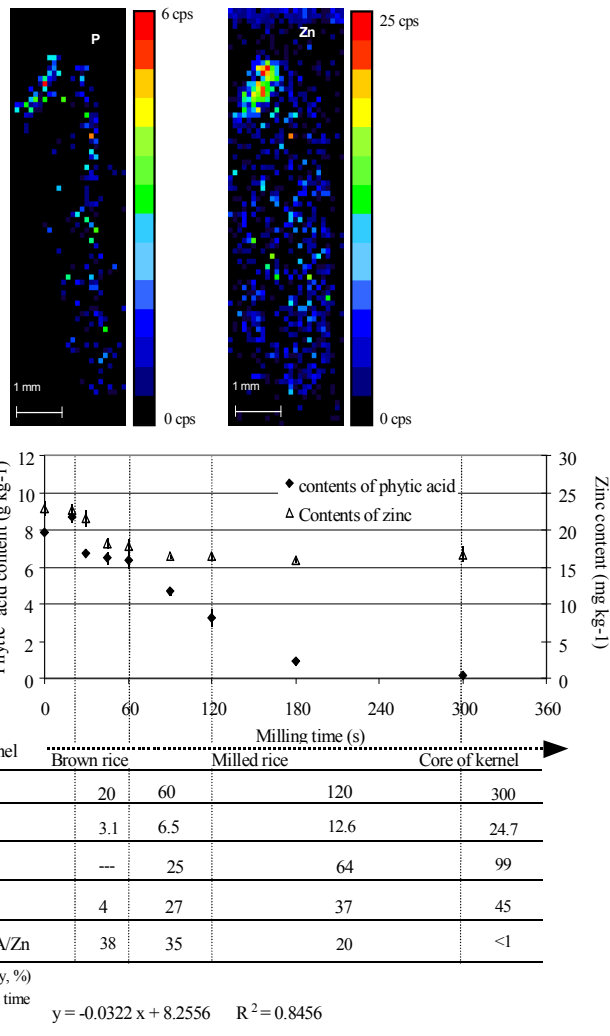 P
6 cps
Zn
25 cps
1 mm
0 cps
1 mm
0 cps
12
10
8
6
4
2
0
acid content (g kg-1)
30
25
20
15
10
5
0
Zinc content (mg kg-1)
contents of phytic acid
Contents of zinc
0 60 120 180 240 300 360
Milling time (s)
Brown rice Milled rice Core of kernel
20 60 120 300
3.1 6.5 12.6 24.7
--- 25 64 99
4 27 37 45
A/Zn 38 35 20 <1
y, %)
time
y = -0.0322 x + 8.2556 R 2 = 0.8456